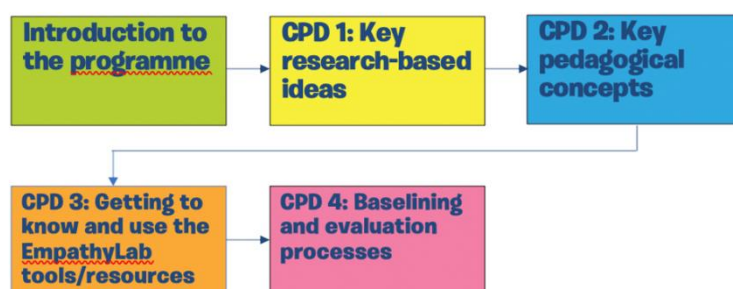 Introduction to
the programme
CPD 1: Key
research-based
ideas
CPD 2: Key
pedagogical
concepts
CPD 3: Getting to
know and use the
EmpathyLab
tools/resources
CPD 4: Baselining
and evaluation
processes